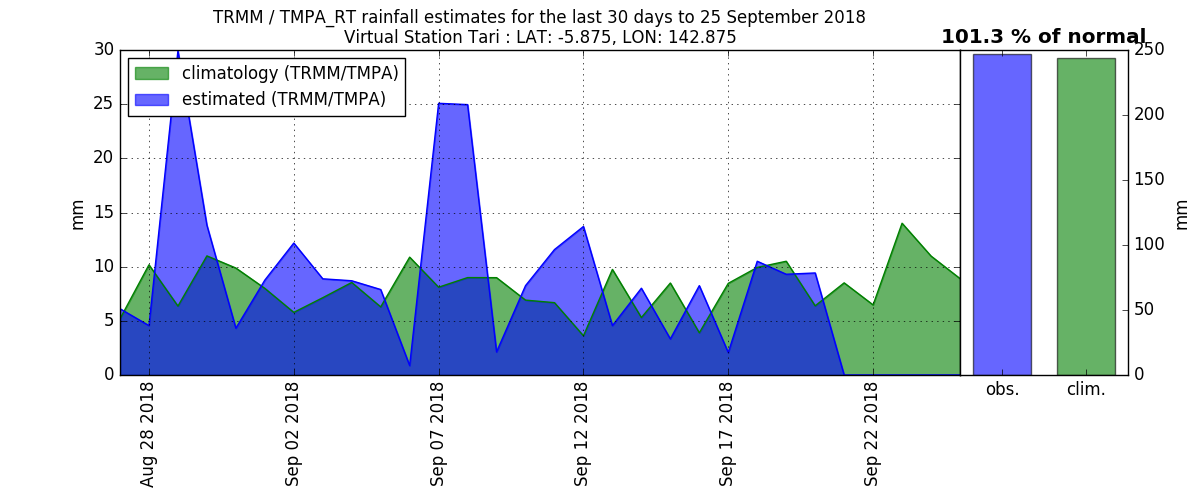 TRMM / TMPA_RT rainfall estimates for the last 30 days to 25 September 2018
Virtual Station Tari : LAT: -5.875, LON: 142.875
101.3 % of normal
climatology (TRMM/TMPA)
estimated (TRMM/TMPA)
30
25
20
15
10
5
0
mm
Aug 28 2018
Sep 02 2018
Sep 07 2018
Sep 12 2018
Sep 17 2018
Sep 22 2018
250
200
150
100
50
0
mm
obs.
clim.